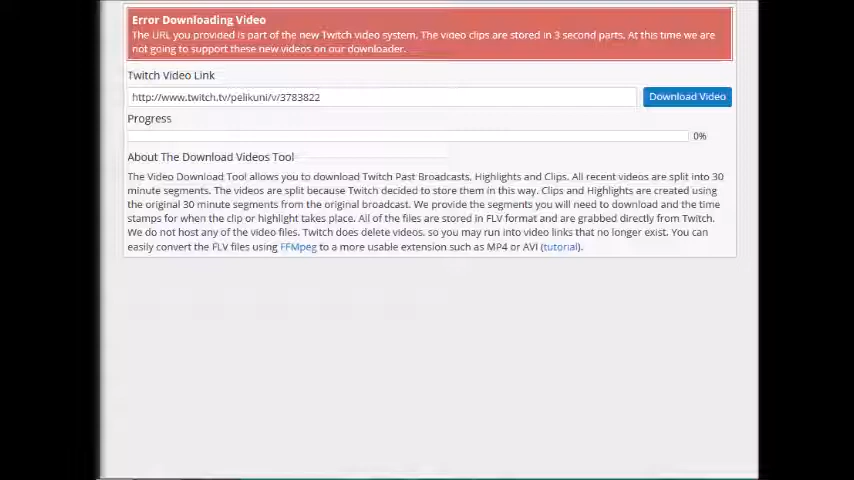 Error Downloading Video
The URL you provided is part of the new Twitch video system. The video clips are stored in 3 second parts. At this time we are
not going to support these new videos on our downloader.
Twitch Video Link
http://www.twitch.tv/pelikuni/v/3783822
Download Video
Progress
0%
About The Download Videos Tool
The Video Download Tool allows you to download Twitch Past Broadcasts, Highlights and Clips. All recent videos are split into 30
minute segments. The videos are split because Twitch decided to store them in this way. Clips and Highlights are created using
the original 30 minute segments from the original broadcast. We provide the segments you will need to download and the time
stamps for when the clip or highlight takes place. All of the files are stored in FLV format and are grabbed directly from Twitch.
We do not host any of the video files. Twitch does delete videos, so you may run into video links that no longer exist. You can
easily convert the FLV files using FFMpeg to a more usable extension such as MP4 or AVI (tutorial).